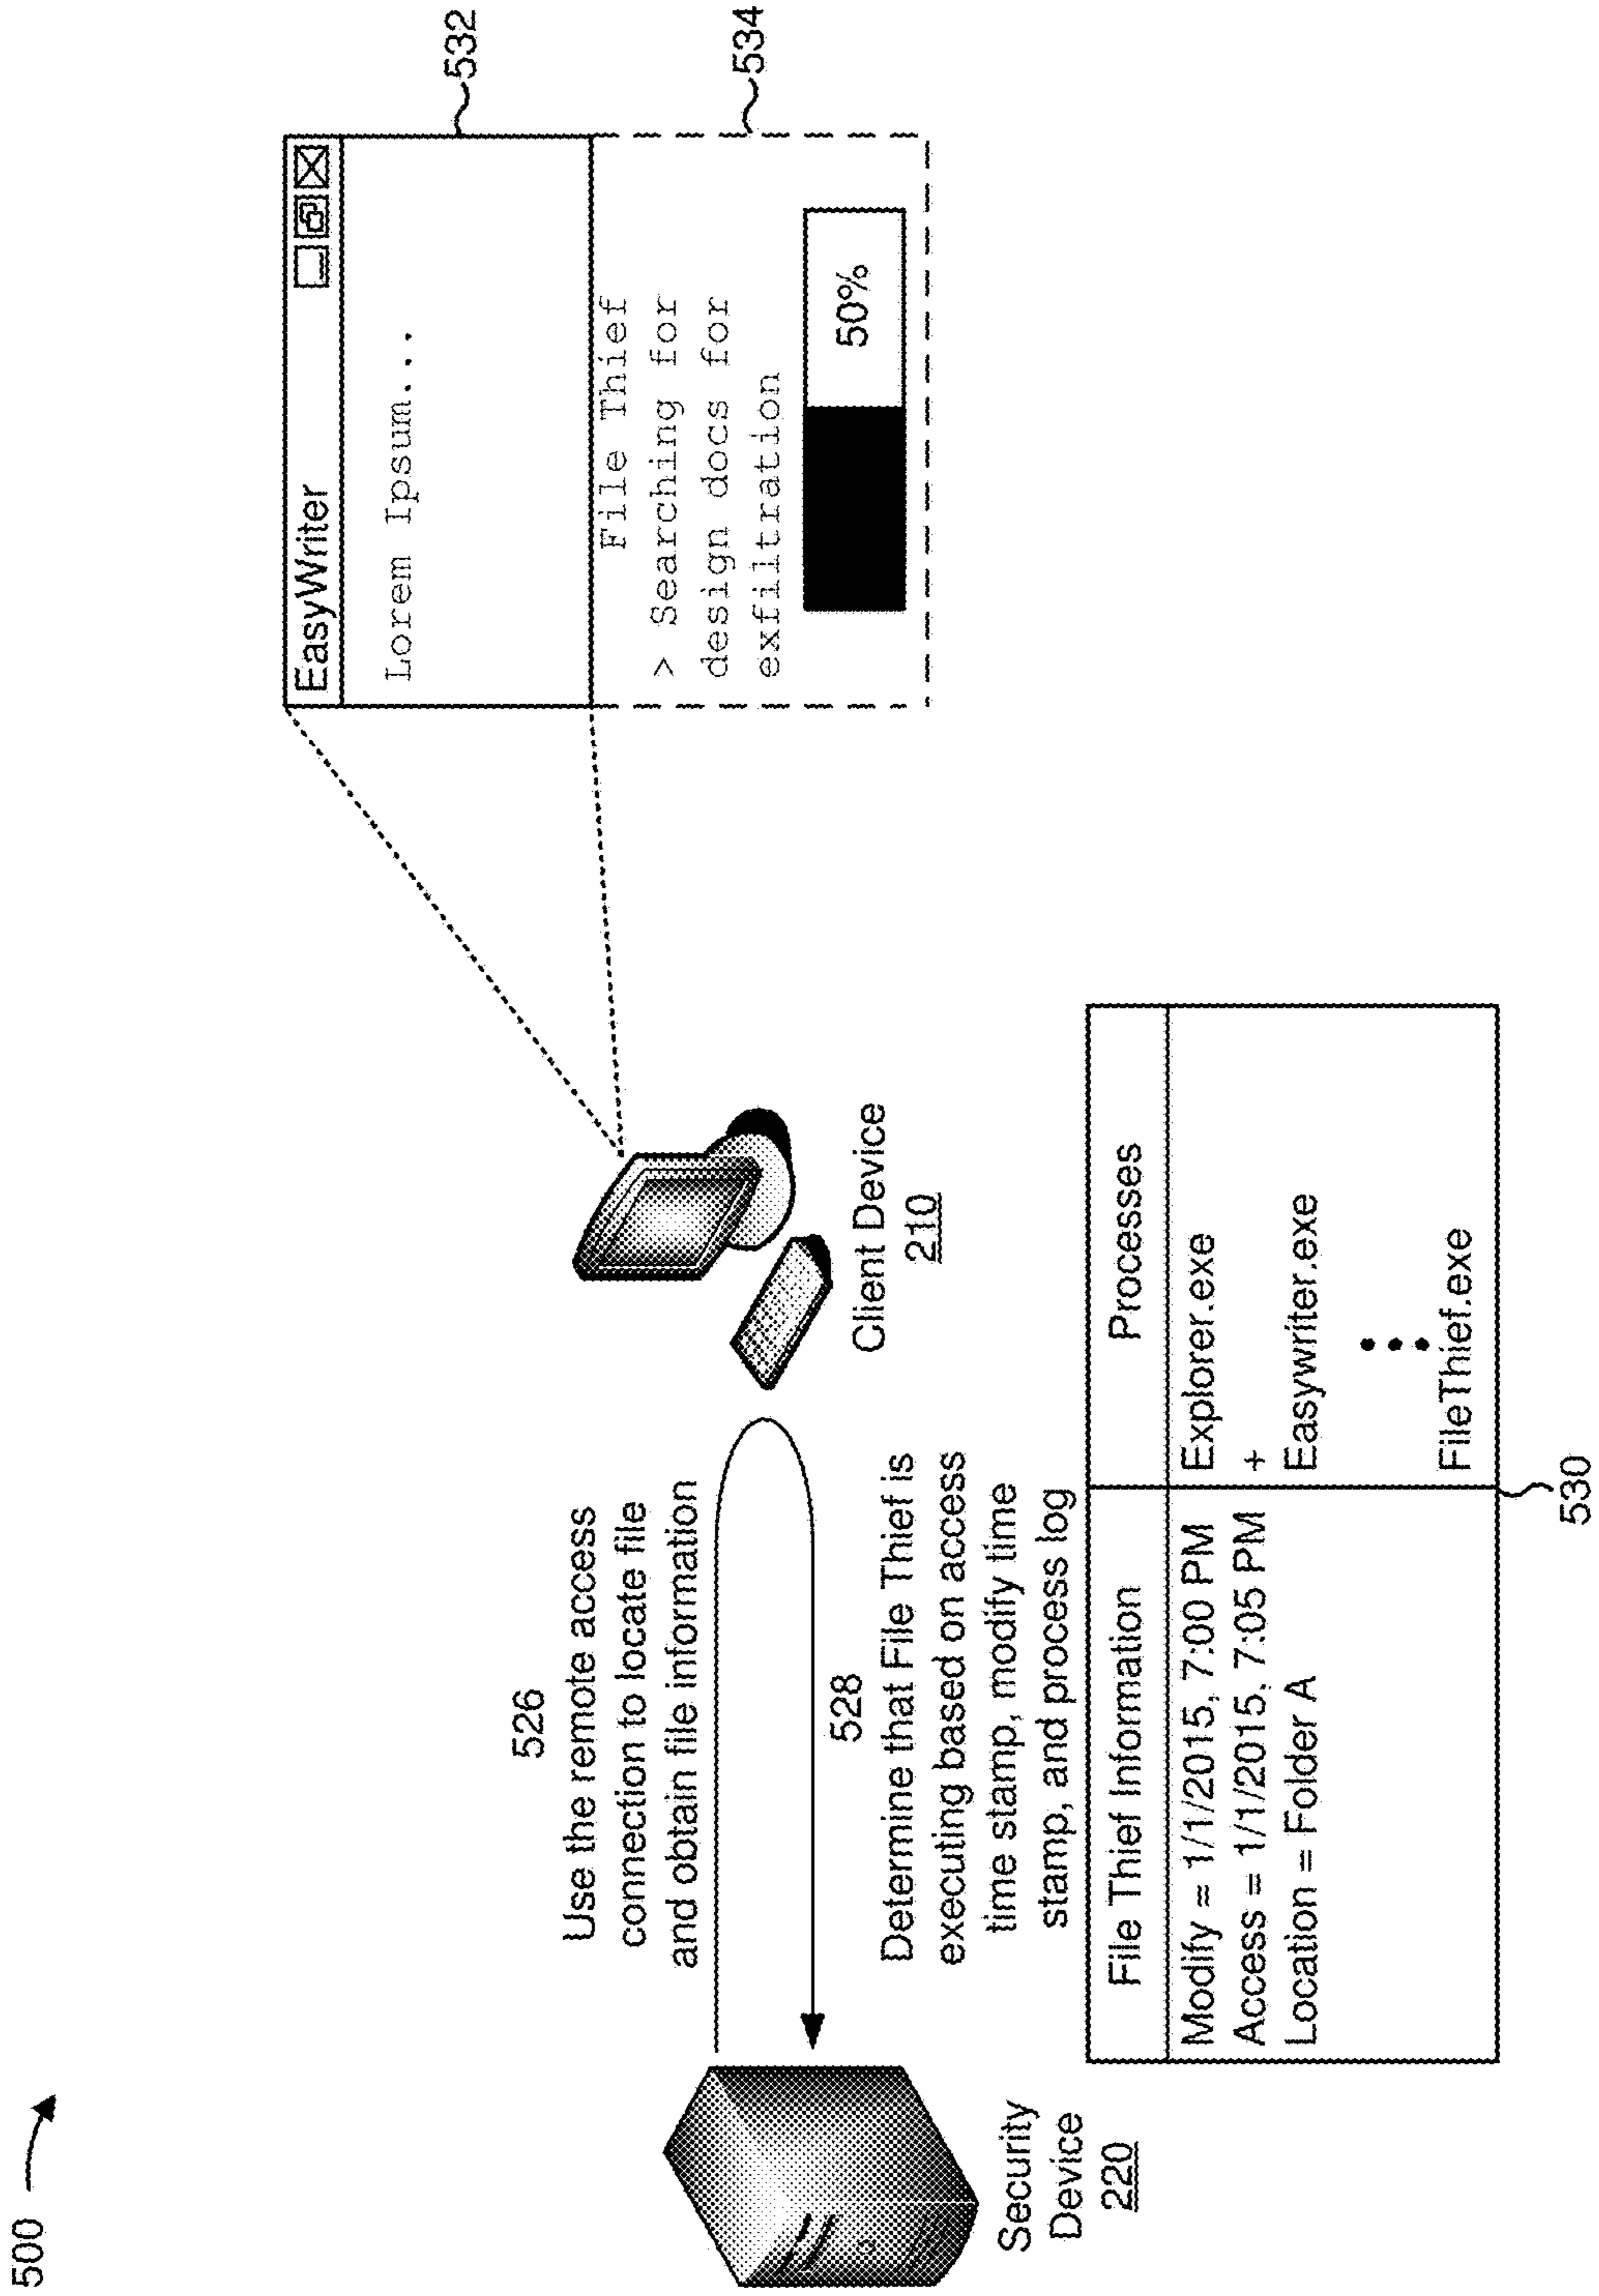 500
EasyWriter
Lorem Ipsum...
532
File Thief
> Searching for
design docs for
exfiltration
50%
534
526
Use the remote access
connection to locate file
and obtain file information
528
Determine that File Thief is
executing based on access
time stamp, modify time
stamp, and process log
Security
Device
220
Client Device
210
File Thief Information
Modify = 1/1/2015, 7:00 PM
Access = 1/1/2015, 7:05 PM
Location = Folder A
Processes
Explorer.exe
+
Easywriter.exe
FileThief.exe
530